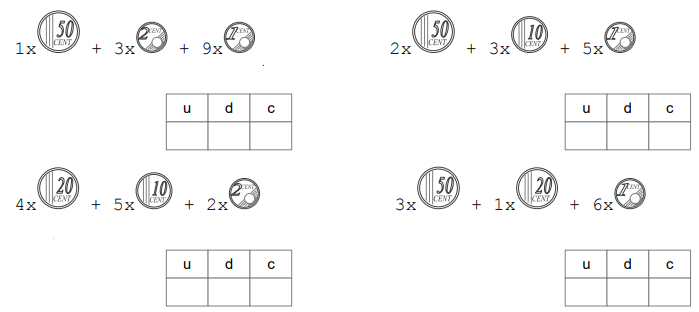 1x 50 CENT + 3x 2 CENT + 9x 1 CENT
2x 50 CENT + 3x 10 CENT + 5x 1 CENT
u d c
u d c
4x 20 CENT + 5x 10 CENT + 2x 2 CENT
3x 50 CENT + 1x 20 CENT + 6x 1 CENT
u d c
u d c